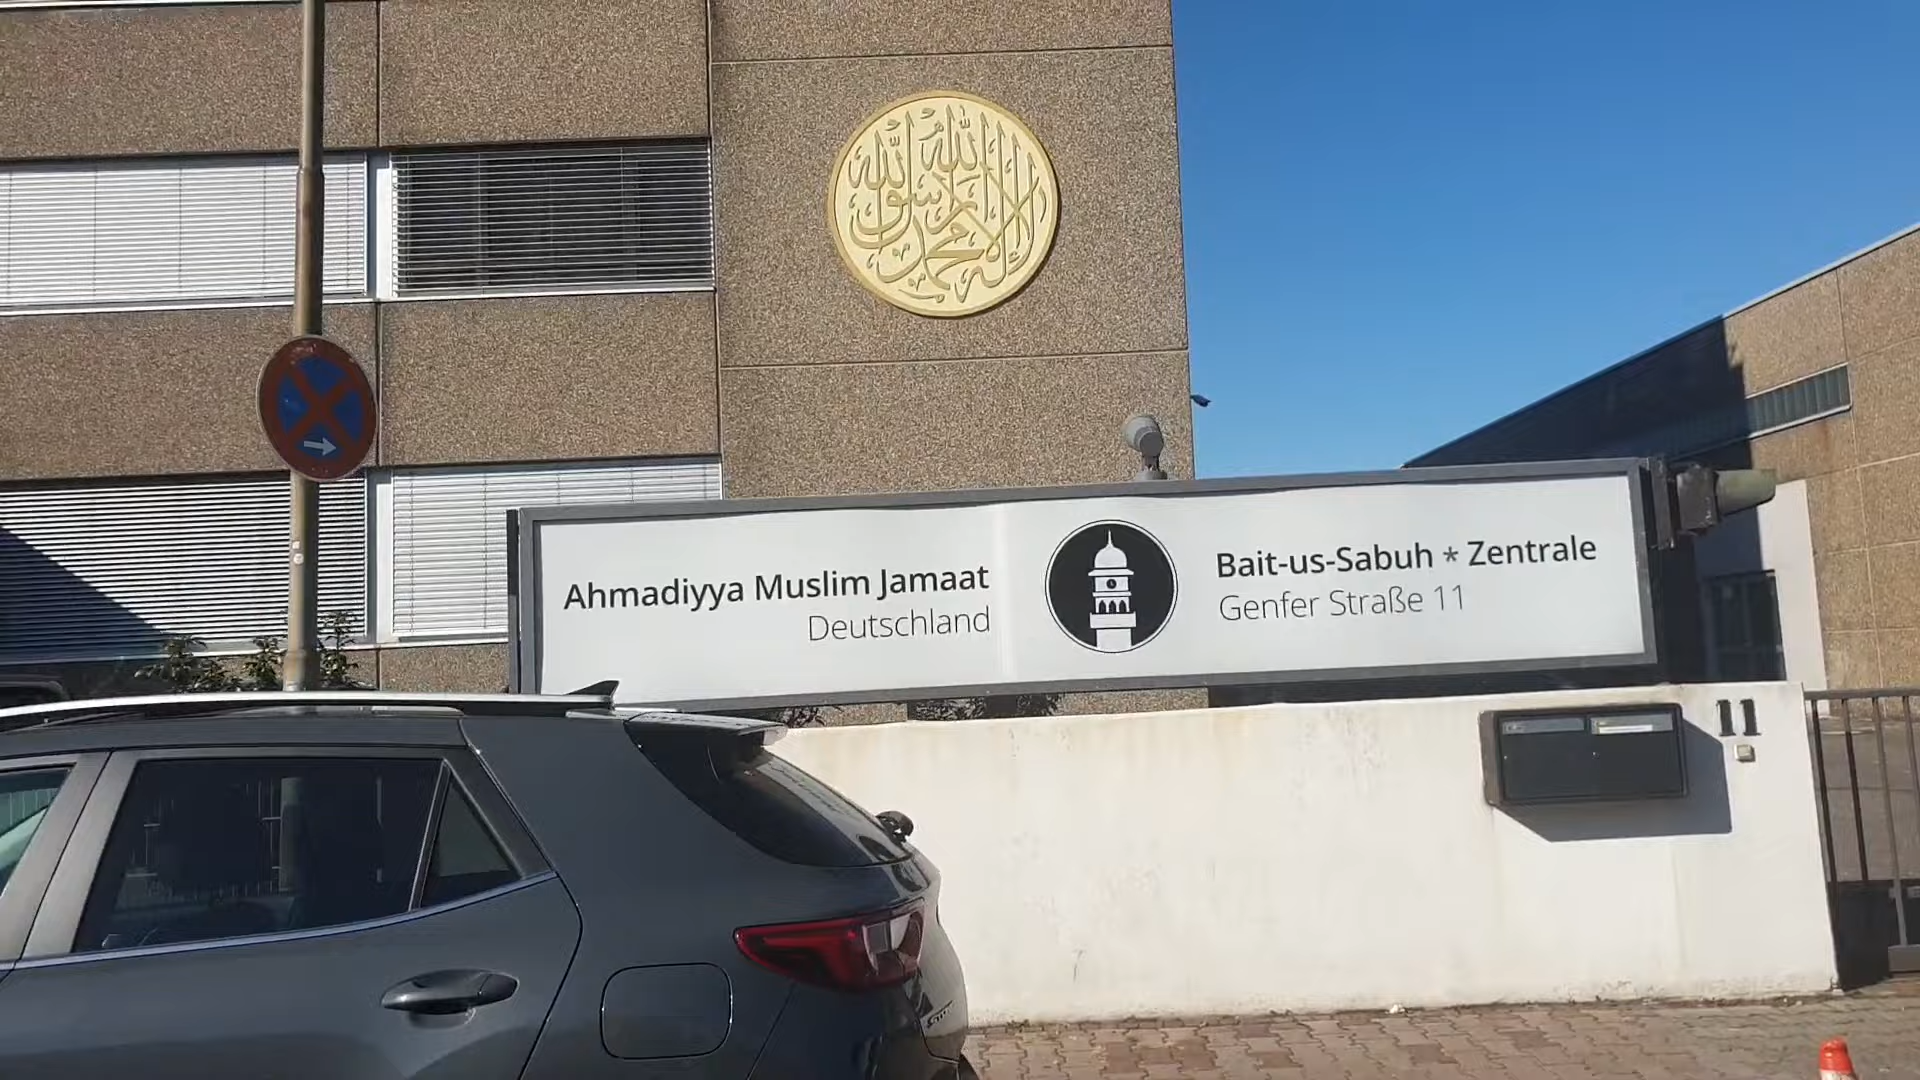 لا إله إلا الله محمد رسول الله
Ahmadiyya Muslim Jamaat
Deutschland
Bait-us-Sabuh * Zentrale
Genfer Straße 11
11